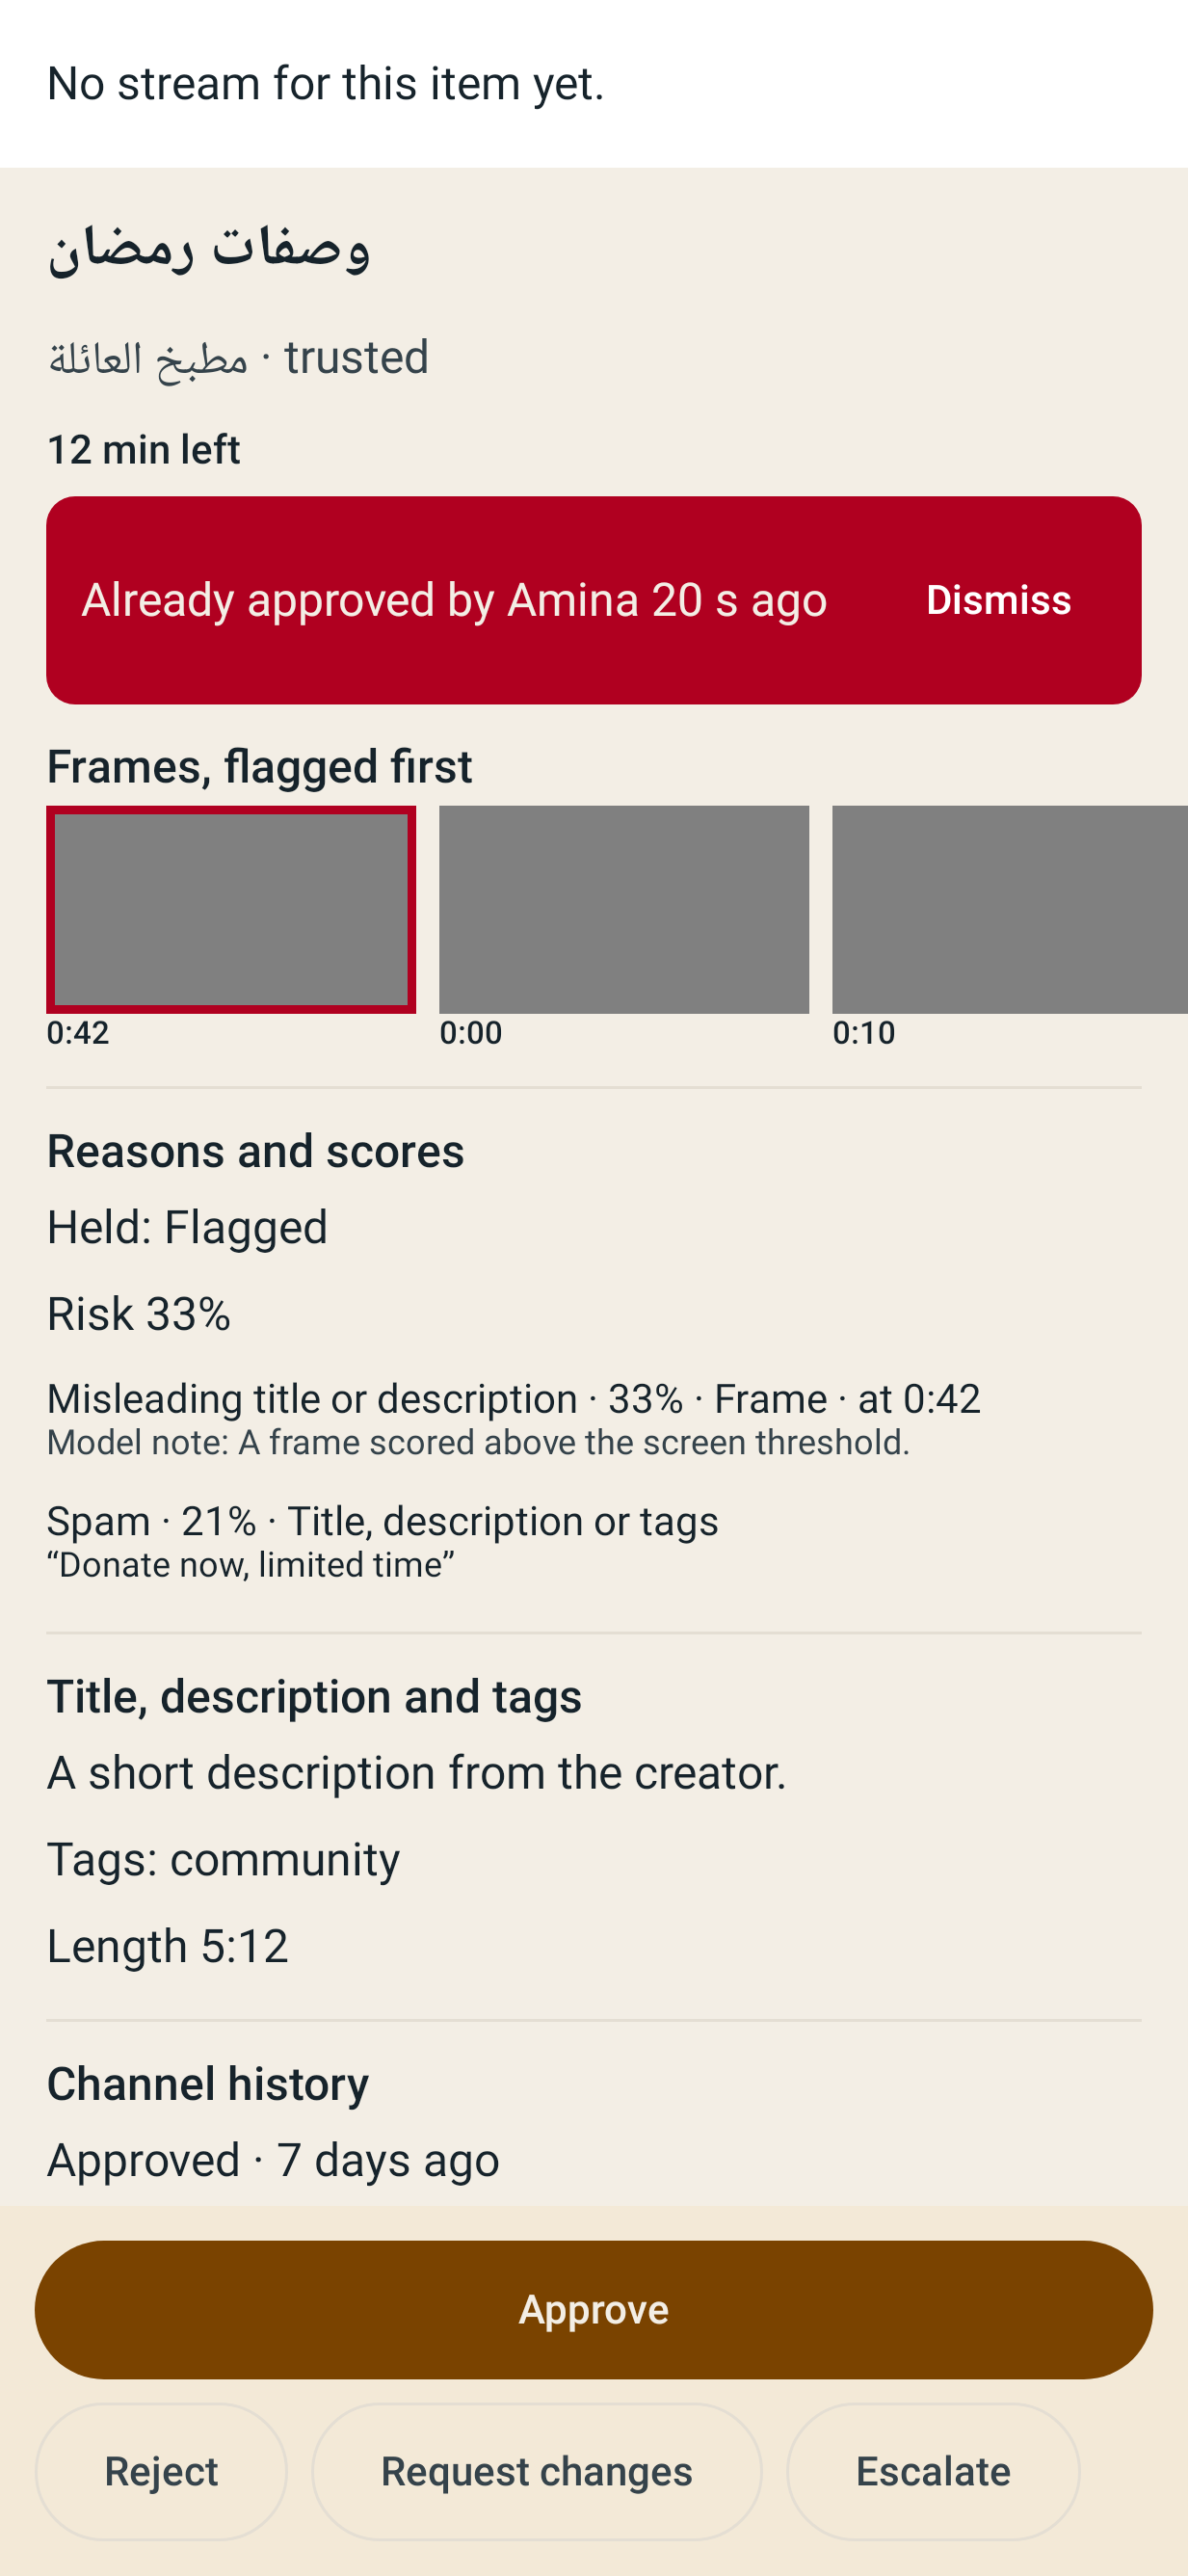 No stream for this item yet.
وصفات رمضان
مطبخ العائلة · trusted
12 min left
Already approved by Amina 20 s ago
Dismiss
Frames, flagged first
0:42
0:00
0:10
Reasons and scores
Held: Flagged
Risk 33%
Misleading title or description · 33% · Frame · at 0:42
Model note: A frame scored above the screen threshold.
Spam · 21% · Title, description or tags
“Donate now, limited time”
Title, description and tags
A short description from the creator.
Tags: community
Length 5:12
Channel history
Approved · 7 days ago
Approve
Reject
Request changes
Escalate